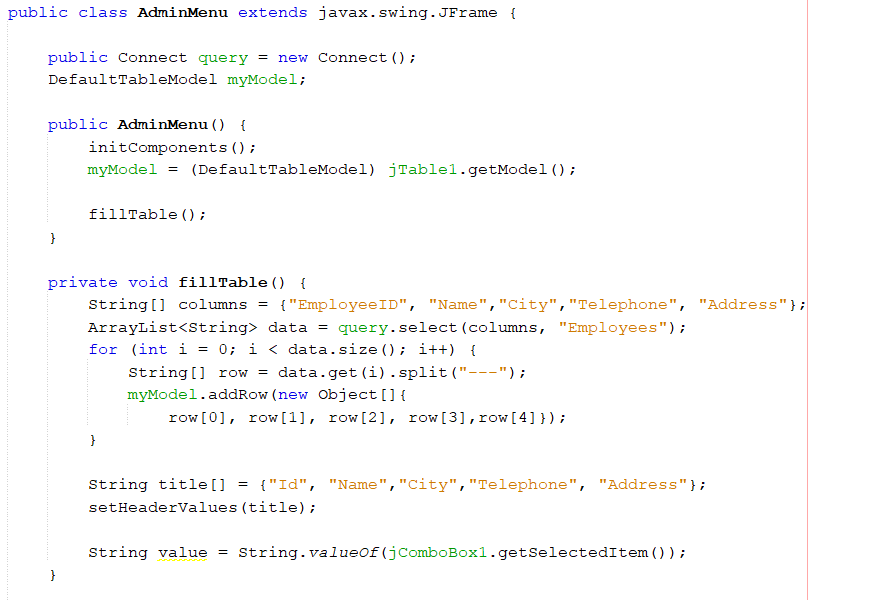 public class AdminMenu extends javax.swing.JFrame {
public Connect query = new Connect();
DefaultTableModel myModel;
public AdminMenu() {
initComponents();
myModel = (DefaultTableModel) jTable1.getModel();
fillTable();
}
private void fillTable() {
String[] columns = {"EmployeeID", "Name","City","Telephone", "Address"};
ArrayList<String> data = query.select(columns, "Employees");
for (int i = 0; i < data.size(); i++) {
String[] row = data.get(i).split("---");
myModel.addRow(new Object[]{
row[0], row[1], row[2], row[3],row[4]});
}
String title[] = {"Id", "Name","City","Telephone", "Address"};
setHeaderValues(title);
String value = String.valueOf(jComboBox1.getSelectedItem());
}